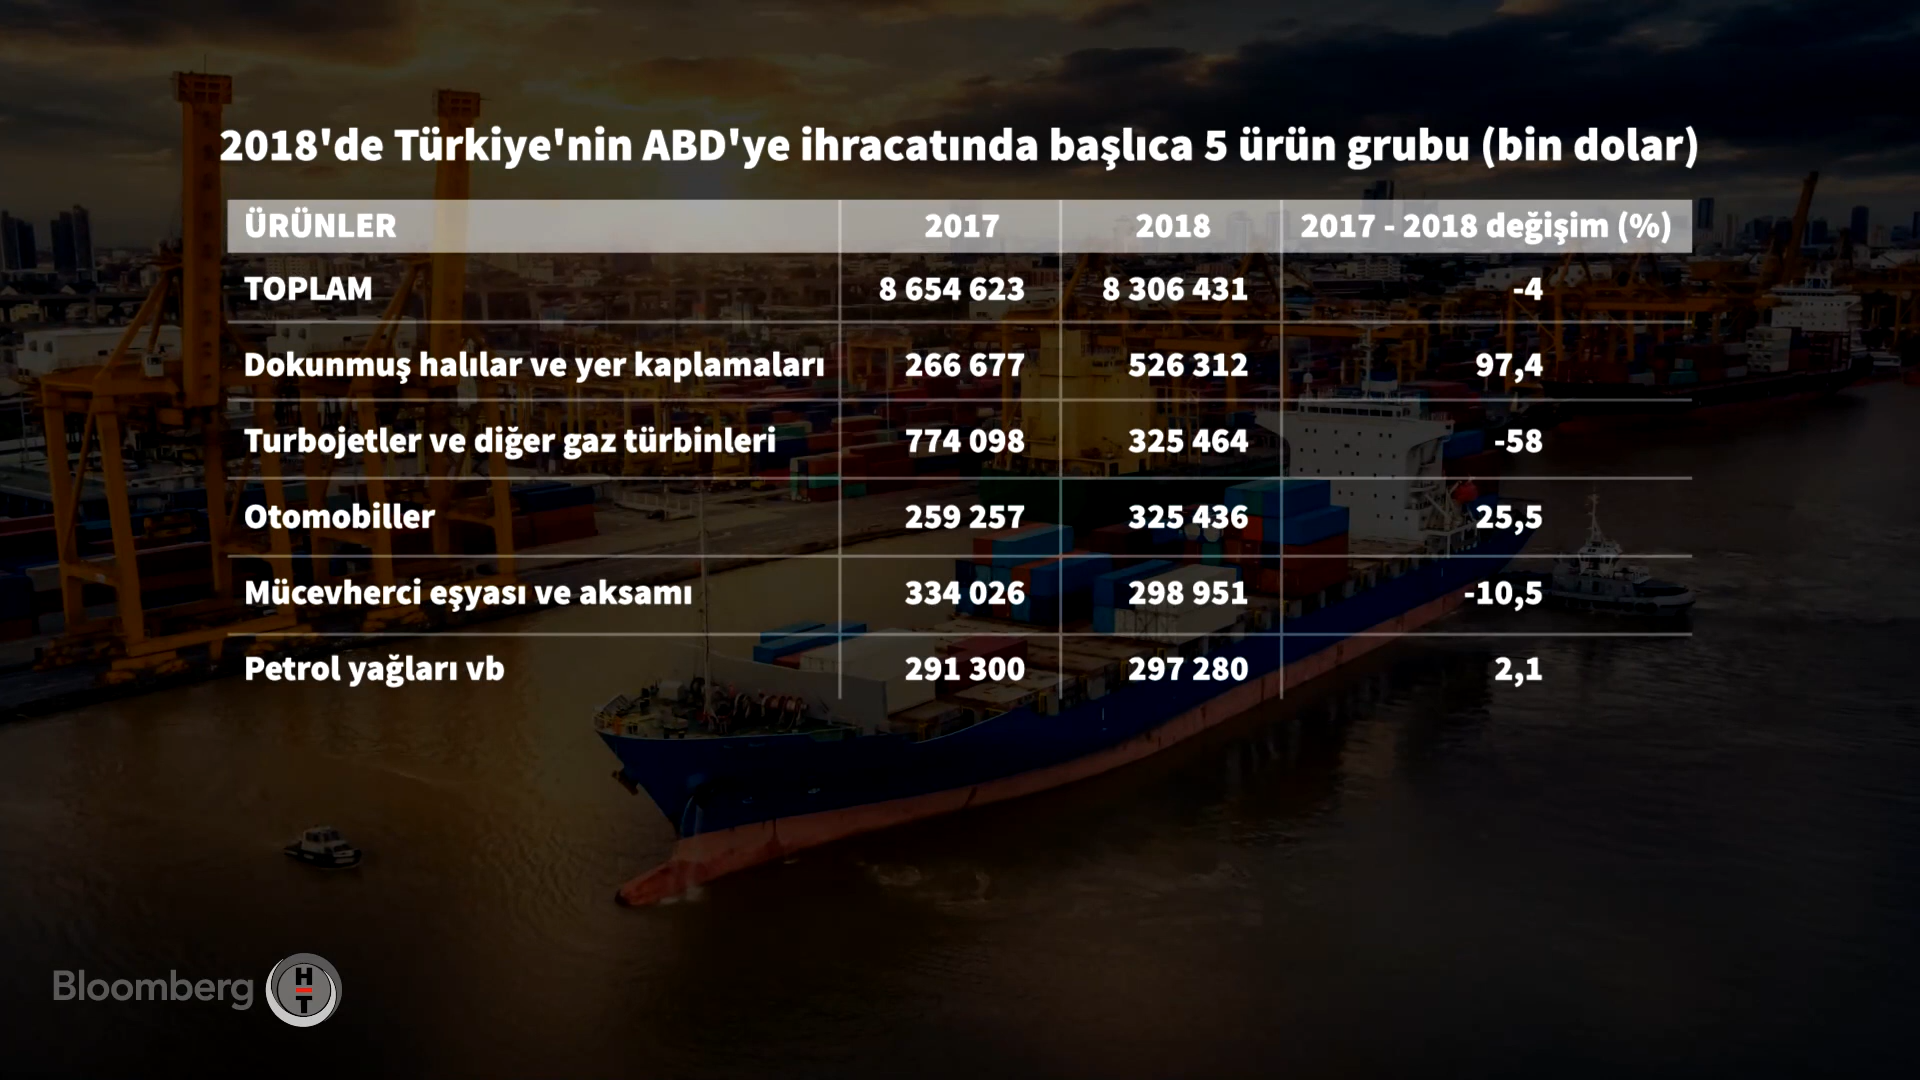 2018'de Türkiye'nin ABD'ye ihracatında başlıca 5 ürün grubu (bin dolar)
ÜRÜNLER 2017 2018 2017 - 2018 değişim (%)
TOPLAM 8 654 623 8 306 431 -4
Dokunmuş halılar ve yer kaplamaları 266 677 526 312 97,4
Turbojetler ve diğer gaz türbinleri 774 098 325 464 -58
Otomobiller 259 257 325 436 25,5
Mücevherci eşyası ve aksamı 334 026 298 951 -10,5
Petrol yağları vb 291 300 297 280 2,1
Bloomberg HT